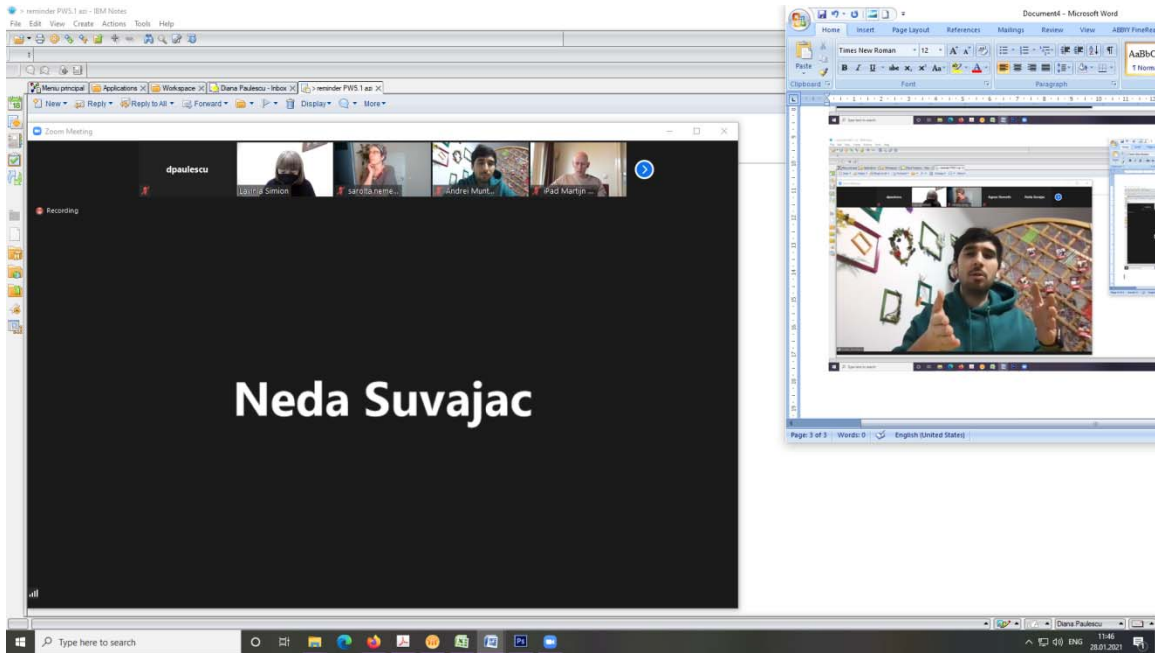 > reminder PWS.1 azi - IBM Notes
File Edit View Create Actions Tools Help
Meniu principal Applications Workspace Diana Paulescu - Inbox > reminder PWS.1 azi
New Reply Reply to All Forward Display More
Zoom Meeting
dpaulescu
Lavinia Simion
sarolta.neme...
Andrei Munt...
iPad Martijn ...
Recording
Neda Suvajac
Document4 - Microsoft Word
Home Insert Page Layout References Mailings Review View ABBYY FineRea
Paste
Times New Roman 12
AaBbC
¶ Norm
Clipboard Font Paragraph
Page: 3 of 3 Words: 0 English (United States)
Diana Paulescu
Type here to search
ENG
11:46
28.01.2021